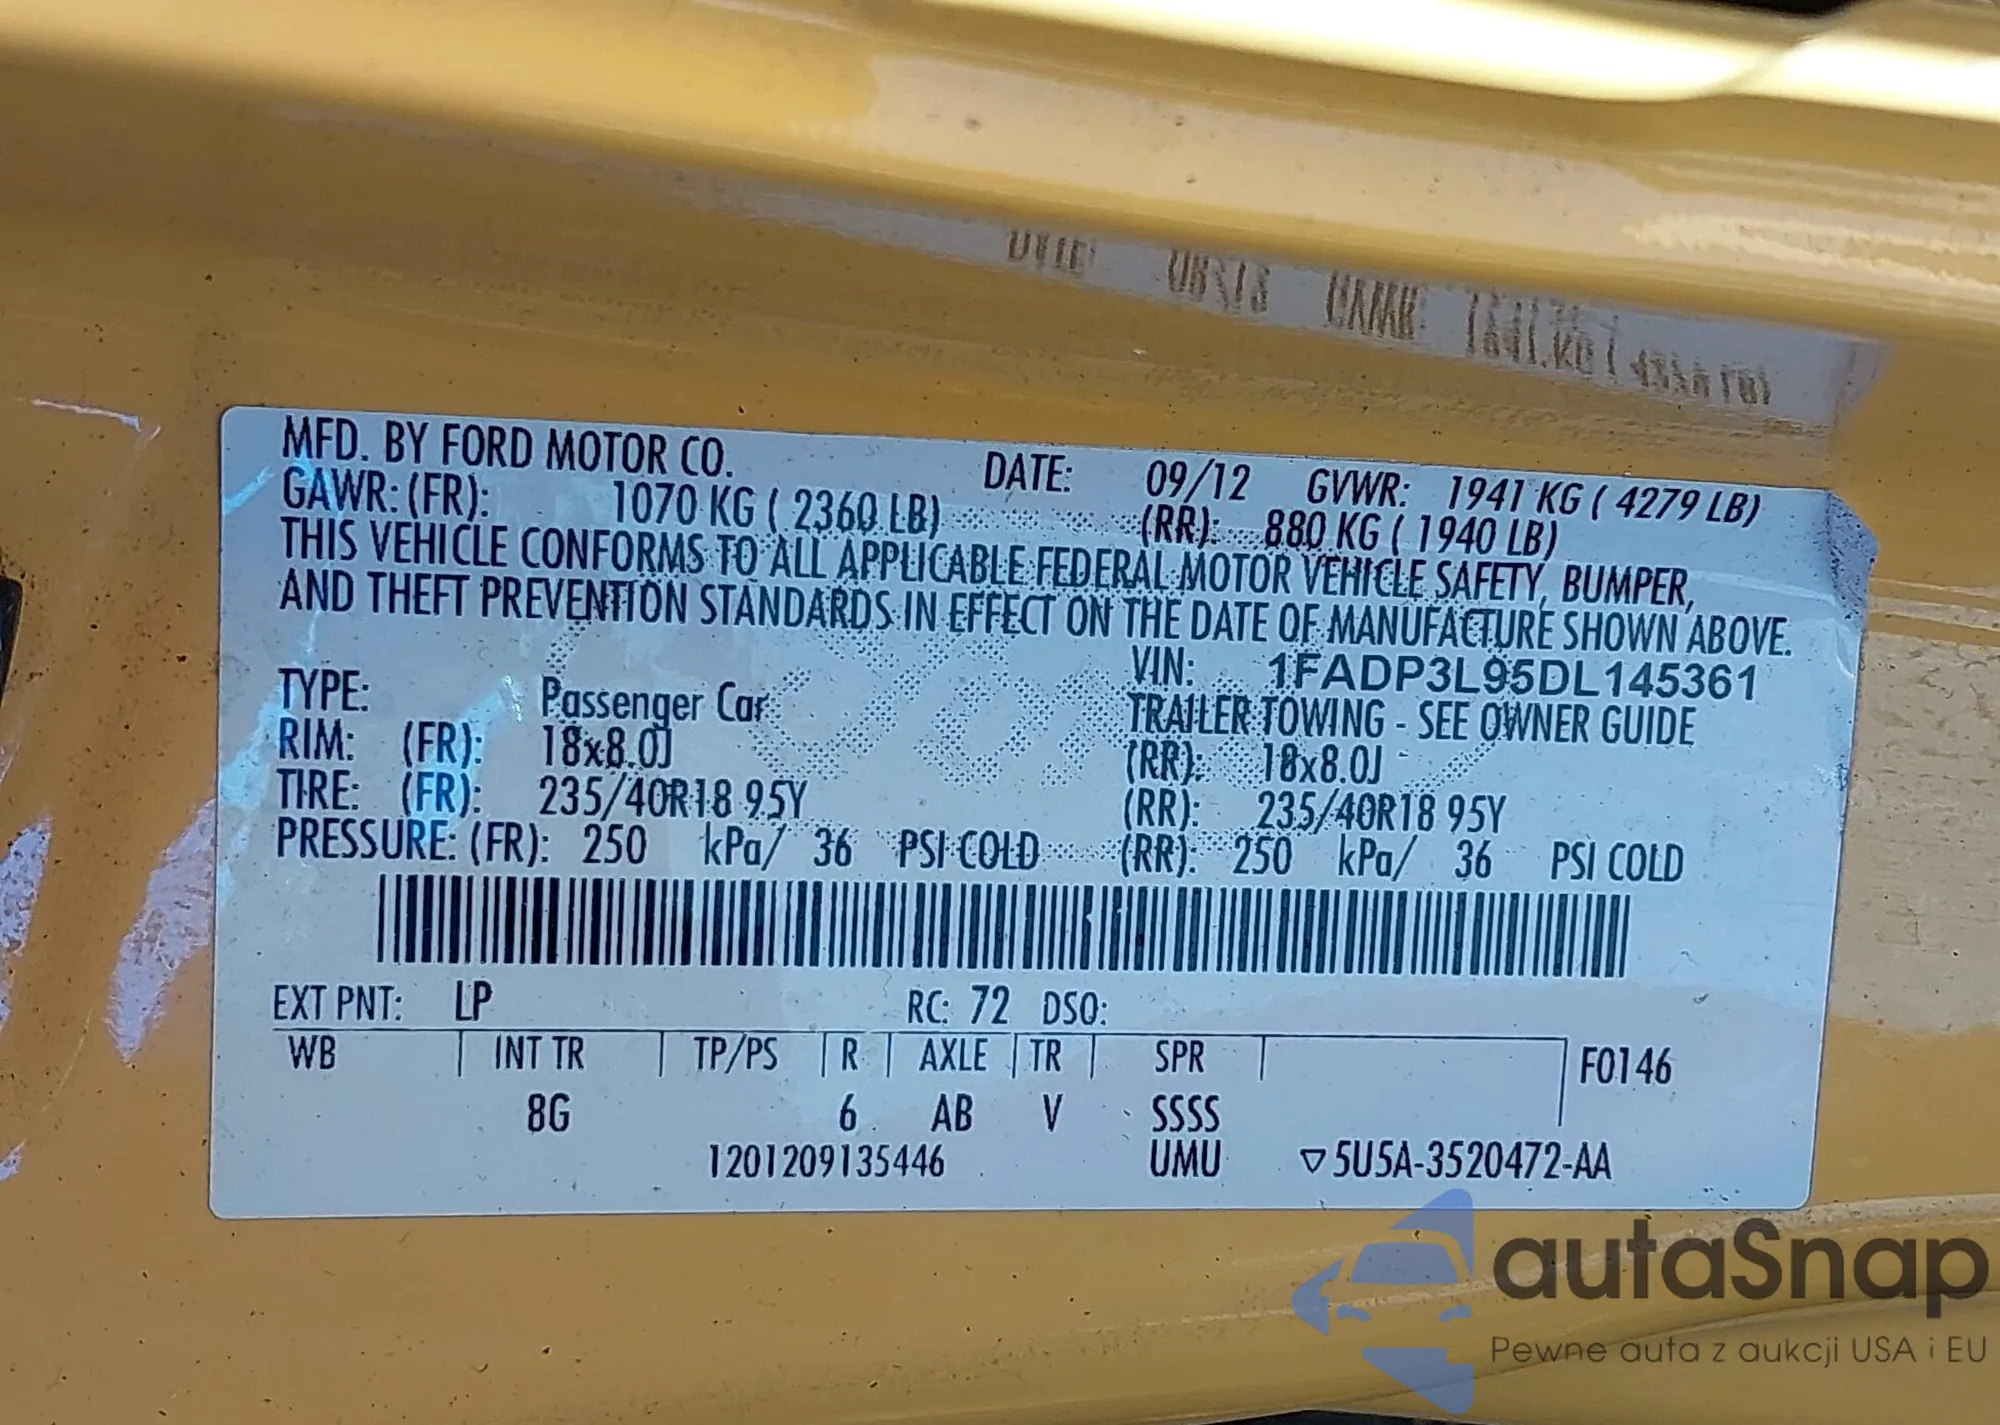 MFD. BY FORD MOTOR CO. DATE: 09/12 GVWR: 1941 KG ( 4279 LB)
GAWR: (FR): 1070 KG ( 2360 LB) (RR): 880 KG ( 1940 LB)
THIS VEHICLE CONFORMS TO ALL APPLICABLE FEDERAL MOTOR VEHICLE SAFETY, BUMPER,
AND THEFT PREVENTION STANDARDS IN EFFECT ON THE DATE OF MANUFACTURE SHOWN ABOVE.
VIN: 1FADP3L95DL145361
TYPE: Passenger Car TRAILER TOWING - SEE OWNER GUIDE
RIM: (FR): 18x8.0J (RR): 18x8.0J
TIRE: (FR): 235/40R18 95Y (RR): 235/40R18 95Y
PRESSURE: (FR): 250 kPa/ 36 PSI COLD (RR): 250 kPa/ 36 PSI COLD
EXT PNT: LP RC: 72 DSO:
WB INT TR TP/PS R AXLE TR SPR F0146
8G 6 AB V SSSS
1201209135446 UMU ▽5U5A-3520472-AA
autaSnap
Pewne auta z aukcji USA i EU